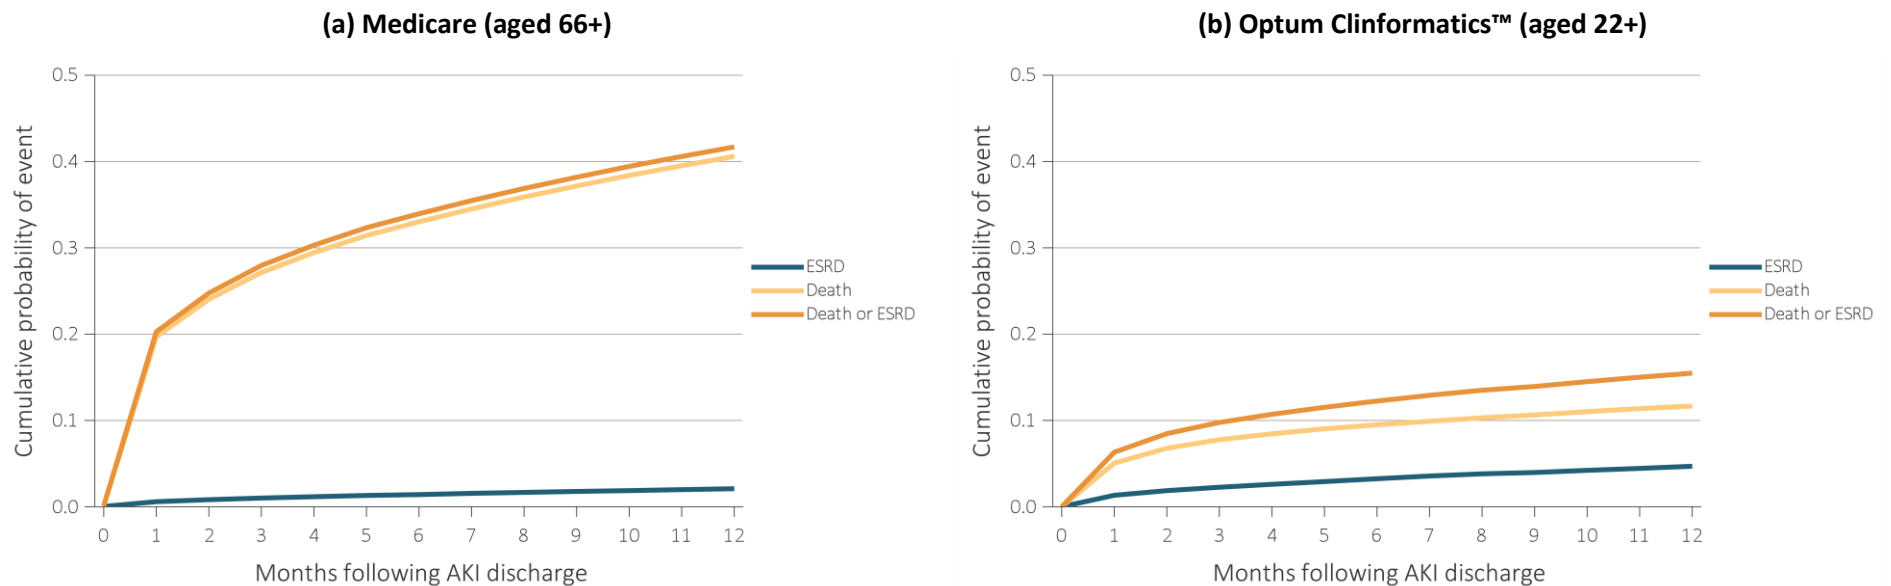 (a) Medicare (aged 66+)
Cumulative probability of event
0.5
0.4
0.3
0.2
0.1
0.0
0 1 2 3 4 5 6 7 8 9 10 11 12
Months following AKI discharge
ESRD
Death
Death or ESRD
(b) Optum Clinformatics™ (aged 22+)
Cumulative probability of event
0.5
0.4
0.3
0.2
0.1
0.0
0 1 2 3 4 5 6 7 8 9 10 11 12
Months following AKI discharge
ESRD
Death
Death or ESRD